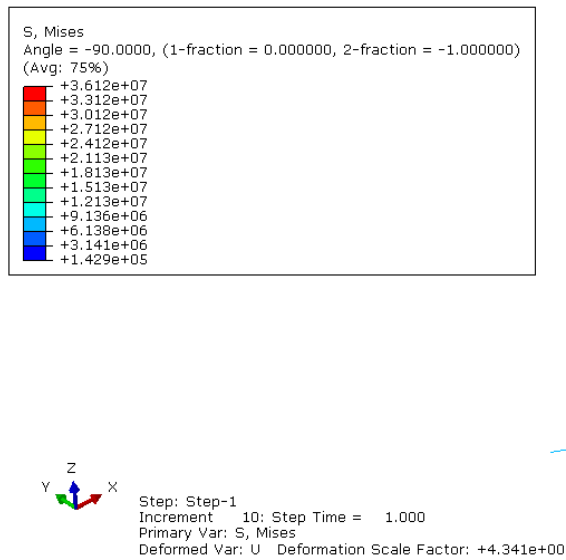 S, Mises
Angle = -90.0000, (1-fraction = 0.000000, 2-fraction = -1.000000)
(Avg: 75%)
+3.612e+07
+3.312e+07
+3.012e+07
+2.712e+07
+2.412e+07
+2.113e+07
+1.813e+07
+1.513e+07
+1.213e+07
+9.136e+06
+6.138e+06
+3.141e+06
+1.429e+05
Z
Y X
Step: Step-1
Increment 10: Step Time = 1.000
Primary Var: S, Mises
Deformed Var: U Deformation Scale Factor: +4.341e+00